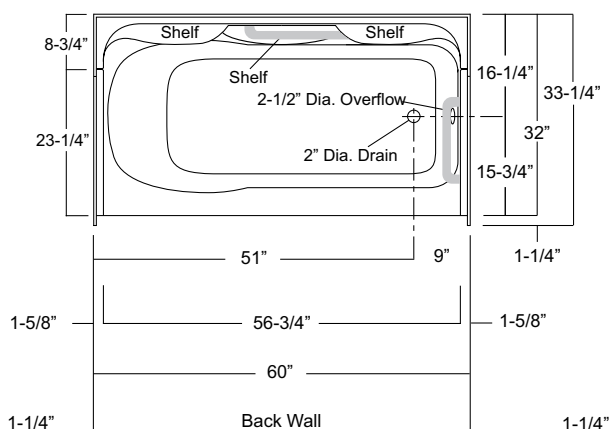 8-3/4”
Shelf
Shelf
Shelf
16-1/4”
33-1/4”
2-1/2” Dia. Overflow
23-1/4”
32”
2” Dia. Drain
15-3/4”
51”
9”
1-1/4”
1-5/8”
56-3/4”
1-5/8”
60”
1-1/4”
Back Wall
1-1/4”